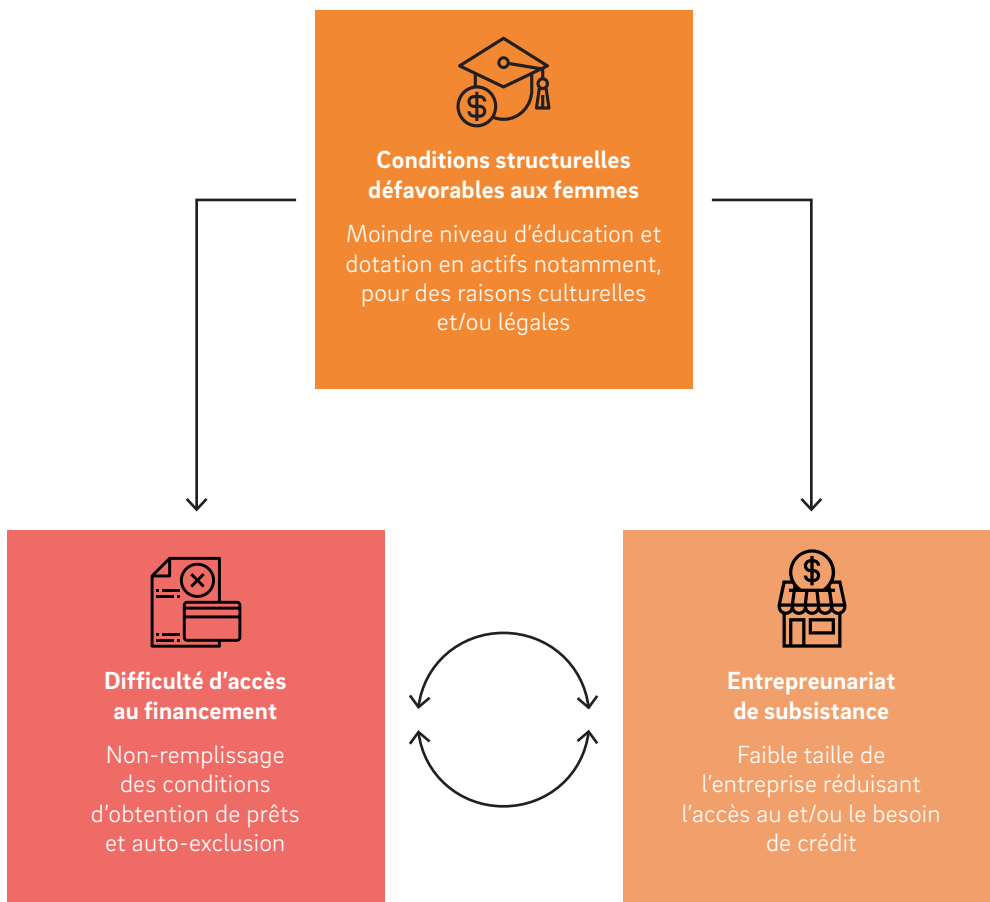 $
Conditions structurelles
défavorables aux femmes
Moindre niveau d'éducation et
dotation en actifs notamment,
pour des raisons culturelles
et/ou légales
Difficulté d'accès
au financement
Non-remplissage
des conditions
d'obtention de prêts
et auto-exclusion
$
Entrepreunariat
de subsistance
Faible taille de
l'entreprise réduisant
l'accès au et/ou le besoin
de crédit